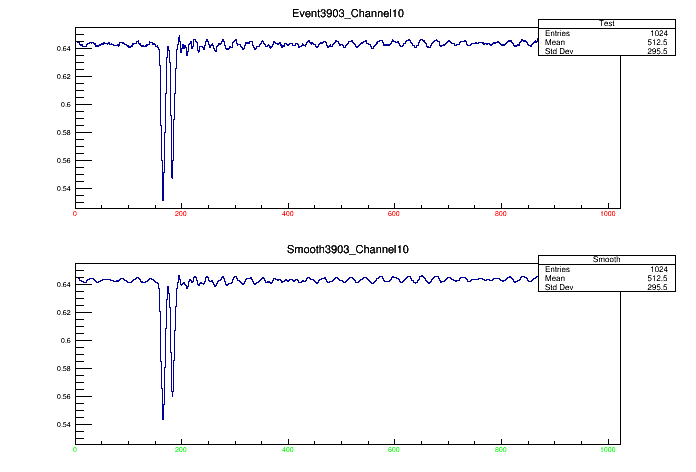 Event3903_Channel10
Test
Entries 1024
Mean 512.5
Std Dev 295.5
0.64
0.62
0.6
0.58
0.56
0.54
0 200 400 600 800 1000
Smooth3903_Channel10
Smooth
Entries 1024
Mean 512.5
Std Dev 295.5
0.64
0.62
0.6
0.58
0.56
0.54
0 200 400 600 800 1000